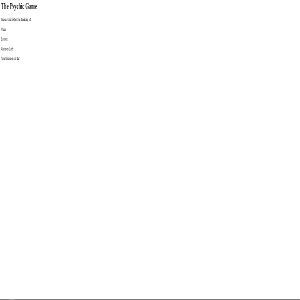 The Psychic Game
Guess what letter I'm thinking of
Wins:
Losses:
Guesses Left:
Your Guesses so far: